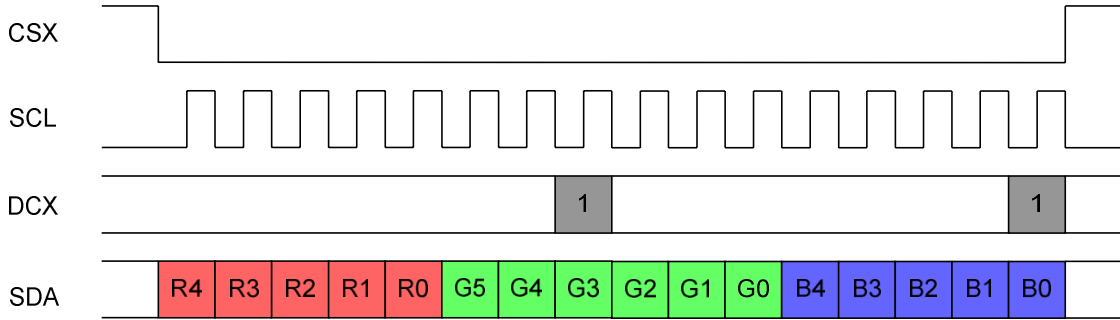 CSX
SCL
DCX 1 1
SDA R4 R3 R2 R1 R0 G5 G4 G3 G2 G1 G0 B4 B3 B2 B1 B0